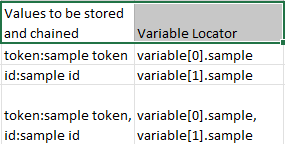 Values to be stored
and chained
Variable Locator
token:sample token
variable[0].sample
id:sample id
variable[1].sample
token:sample token,
id:sample id
variable[0].sample,
variable[1].sample